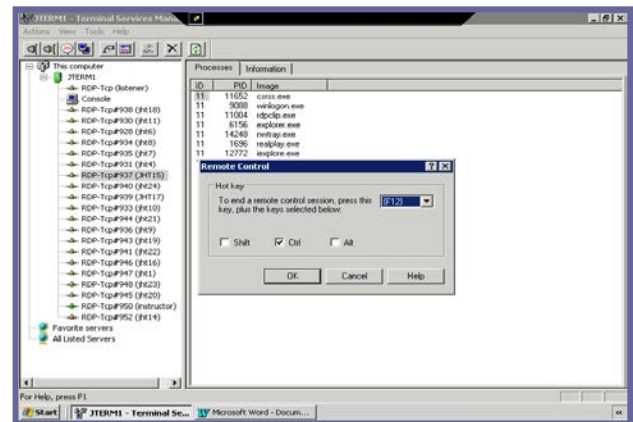 JTERM1 - Terminal Services Mana
Actions View Tools Help
This computer
JTERM1
RDP-Tcp (listener)
Console
RDP-Tcp#938 (jht18)
RDP-Tcp#930 (jht11)
RDP-Tcp#928 (jht6)
RDP-Tcp#934 (jht8)
RDP-Tcp#935 (jht7)
RDP-Tcp#931 (jht4)
RDP-Tcp#937 (JHT15)
RDP-Tcp#940 (jht24)
RDP-Tcp#939 (JHT17)
RDP-Tcp#933 (jht10)
RDP-Tcp#944 (jht21)
RDP-Tcp#936 (jht9)
RDP-Tcp#943 (jht19)
RDP-Tcp#941 (jht22)
RDP-Tcp#946 (jht16)
RDP-Tcp#947 (jht1)
RDP-Tcp#948 (jht23)
RDP-Tcp#945 (jht20)
RDP-Tcp#950 (instructor)
RDP-Tcp#952 (jht14)
Favorite servers
All Listed Servers
Processes Information
ID PID Image
11 11652 csrss.exe
11 9088 winlogon.exe
11 11004 rdpclip.exe
11 6156 explorer.exe
11 14248 nwtray.exe
11 1696 realplay.exe
11 12772 iexplore.exe
Remote Control
Hot key
To end a remote control session, press this
key, plus the keys selected below:
{F12}
Shift Ctrl Alt
OK Cancel Help
For Help, press F1
Start JTERM1 - Terminal Se... Microsoft Word - Docum...